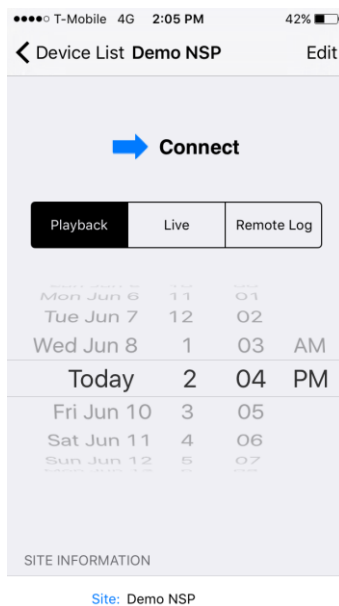 T-Mobile 4G 2:05 PM 42%
Device List Demo NSP Edit
Connect
Playback Live Remote Log
Mon Jun 6 11 01
Tue Jun 7 12 02
Wed Jun 8 1 03 AM
Today 2 04 PM
Fri Jun 10 3 05
Sat Jun 11 4 06
Sun Jun 12 5 07
SITE INFORMATION
Site: Demo NSP